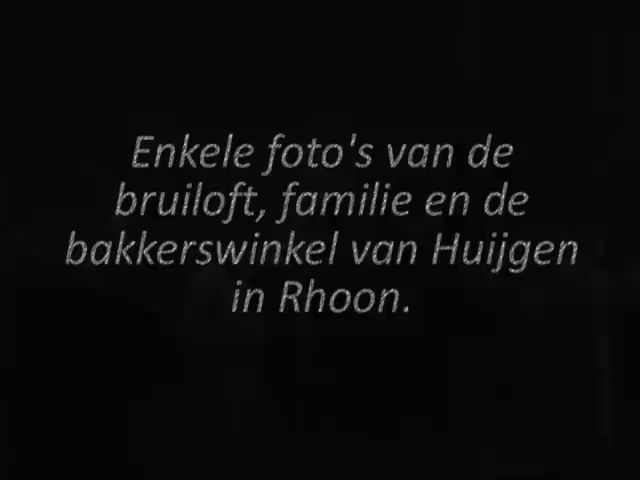 Enkele foto's van de
bruiloft, familie en de
bakkerswinkel van Huijgen
in Rhoon.